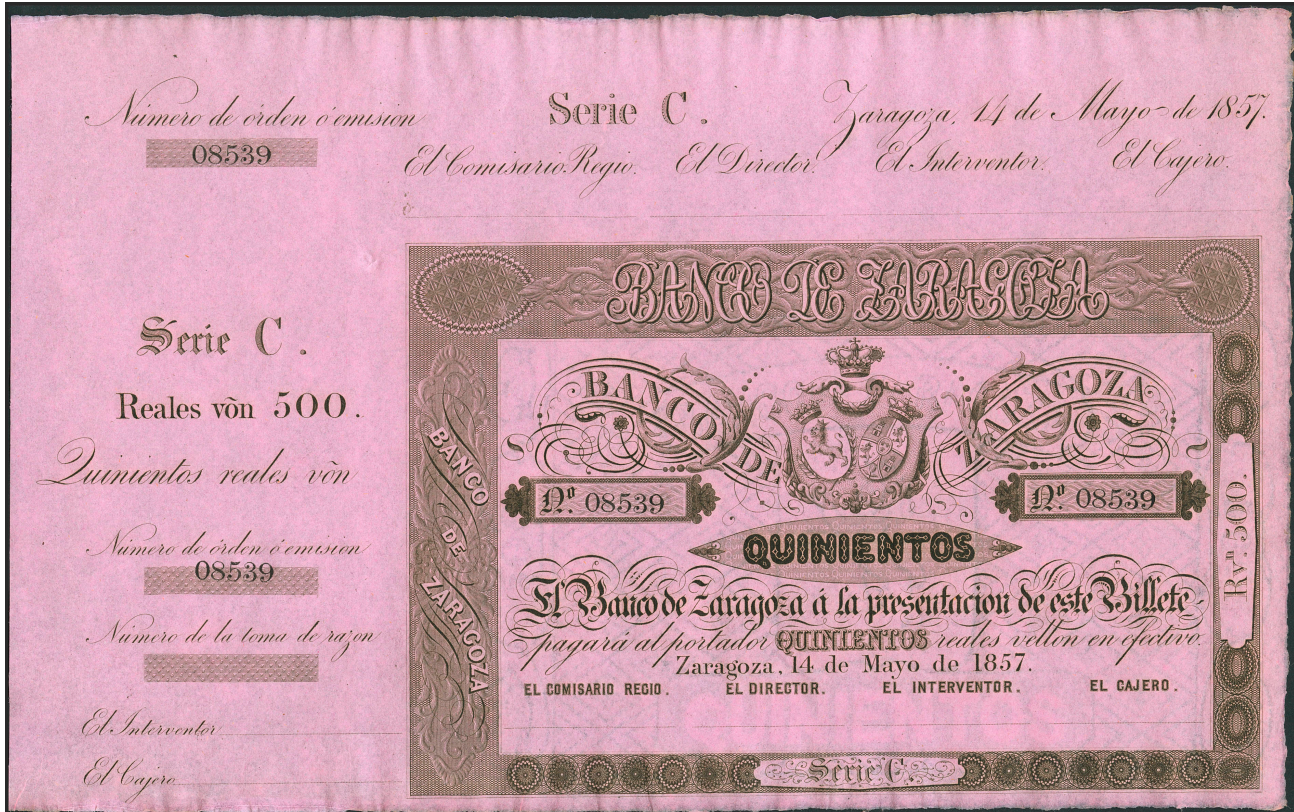 Número de órden ó emision
08539
Serie C.
Zaragoza, 14 de Mayo de 1857.
El Comisario Regio. El Director. El Interventor. El Cajero.
Serie C.
Reales võn 500.
Quinientos reales võn
Número de órden ó emision
08539
Número de la toma de razon
El Interventor
El Cajero
BANCO DE ZARAGOZA
BANCO DE ZARAGOZA
BANCO DE ZARAGOZA
Nº. 08539
Nº. 08539
QUINIENTOS
El Banco de Zaragoza á la presentacion de este Billete
pagará al portador QUINIENTOS reales vellon en efectivo.
Zaragoza, 14 de Mayo de 1857.
EL COMISARIO REGIO. EL DIRECTOR. EL INTERVENTOR. EL CAJERO.
Rvn. 500.
Serie C.